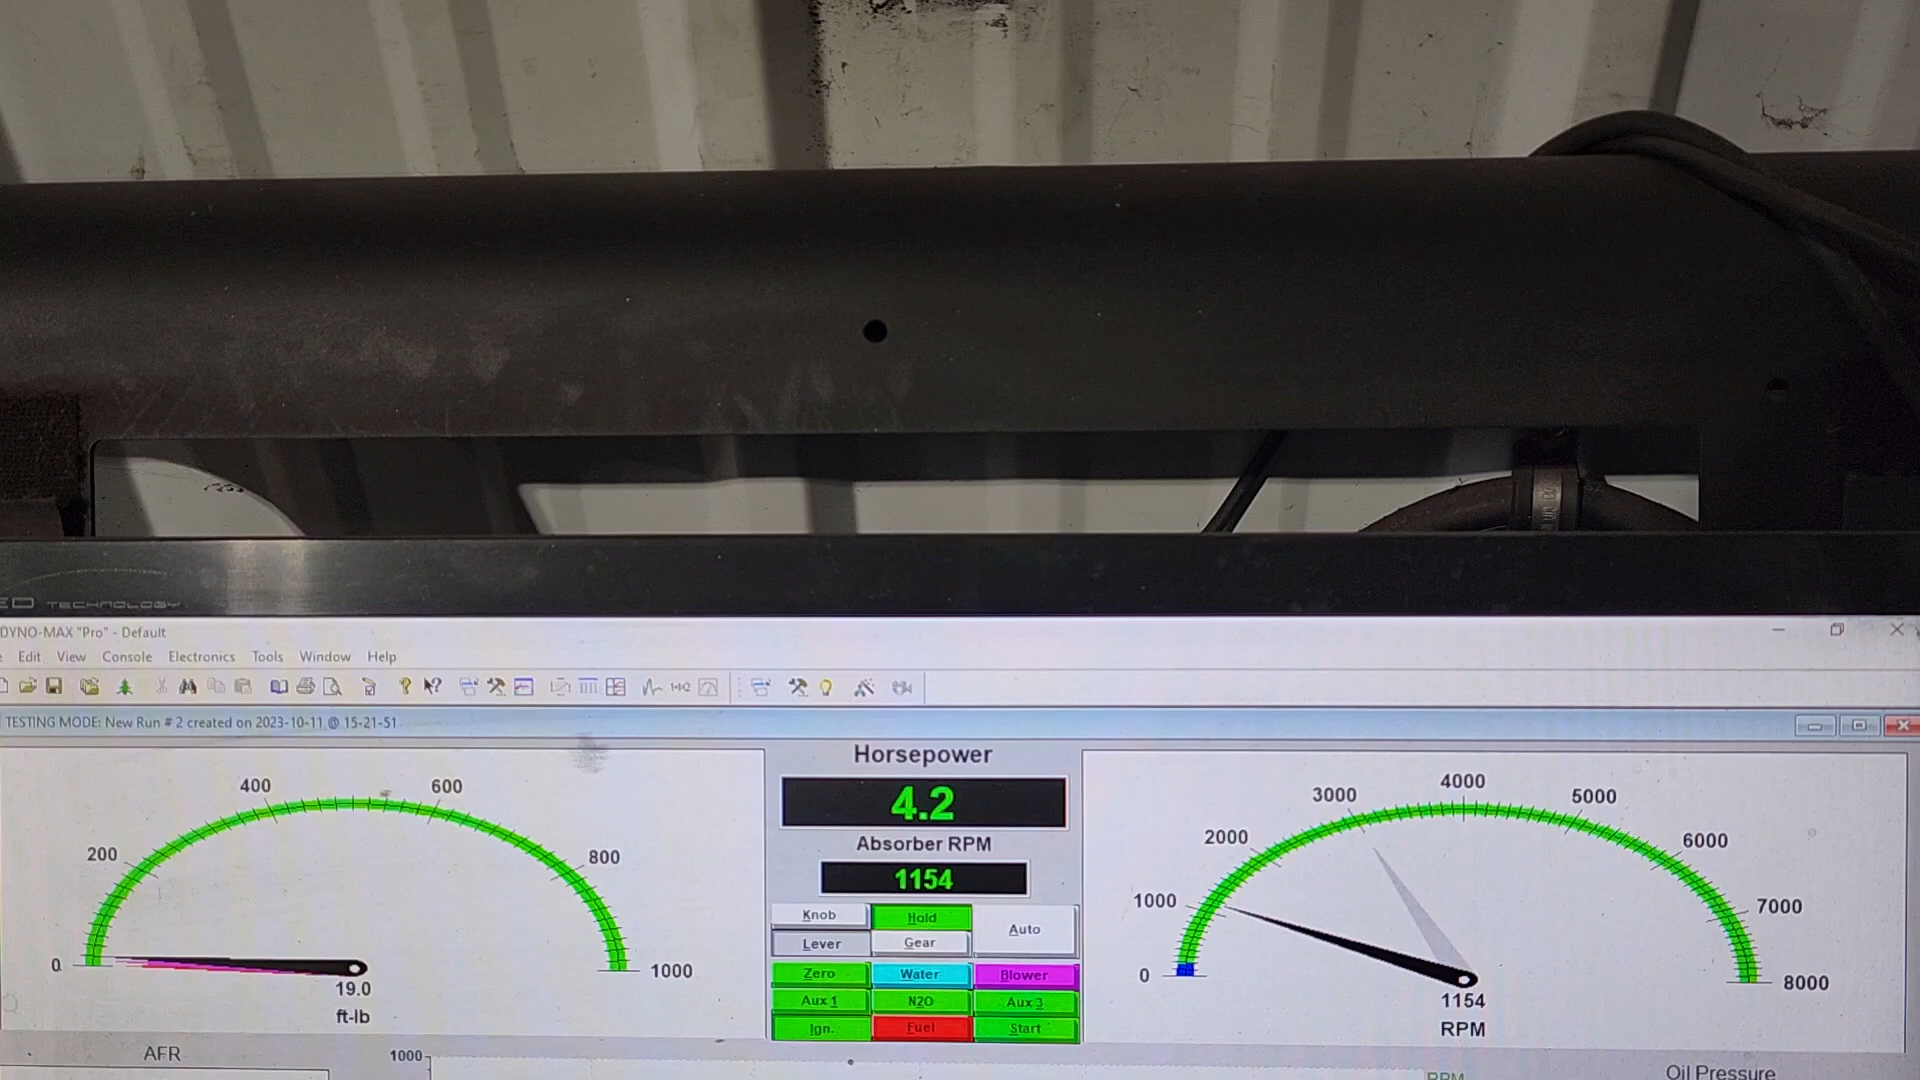 ED TECHNOLOGY
DYNO-MAX "Pro" - Default
Edit View Console Electronics Tools Window Help
TESTING MODE: New Run # 2 created on 2023-10-11 @ 15-21-51
0 200 400 600 800 1000
19.0
ft-lb
Horsepower
4.2
Absorber RPM
1154
Knob Hold Auto
Lever Gear
Zero Water Blower
Aux 1 N2O Aux 3
Ign. Fuel Start
0 1000 2000 3000 4000 5000 6000 7000 8000
1154
RPM
AFR
1000
RPM
Oil Pressure